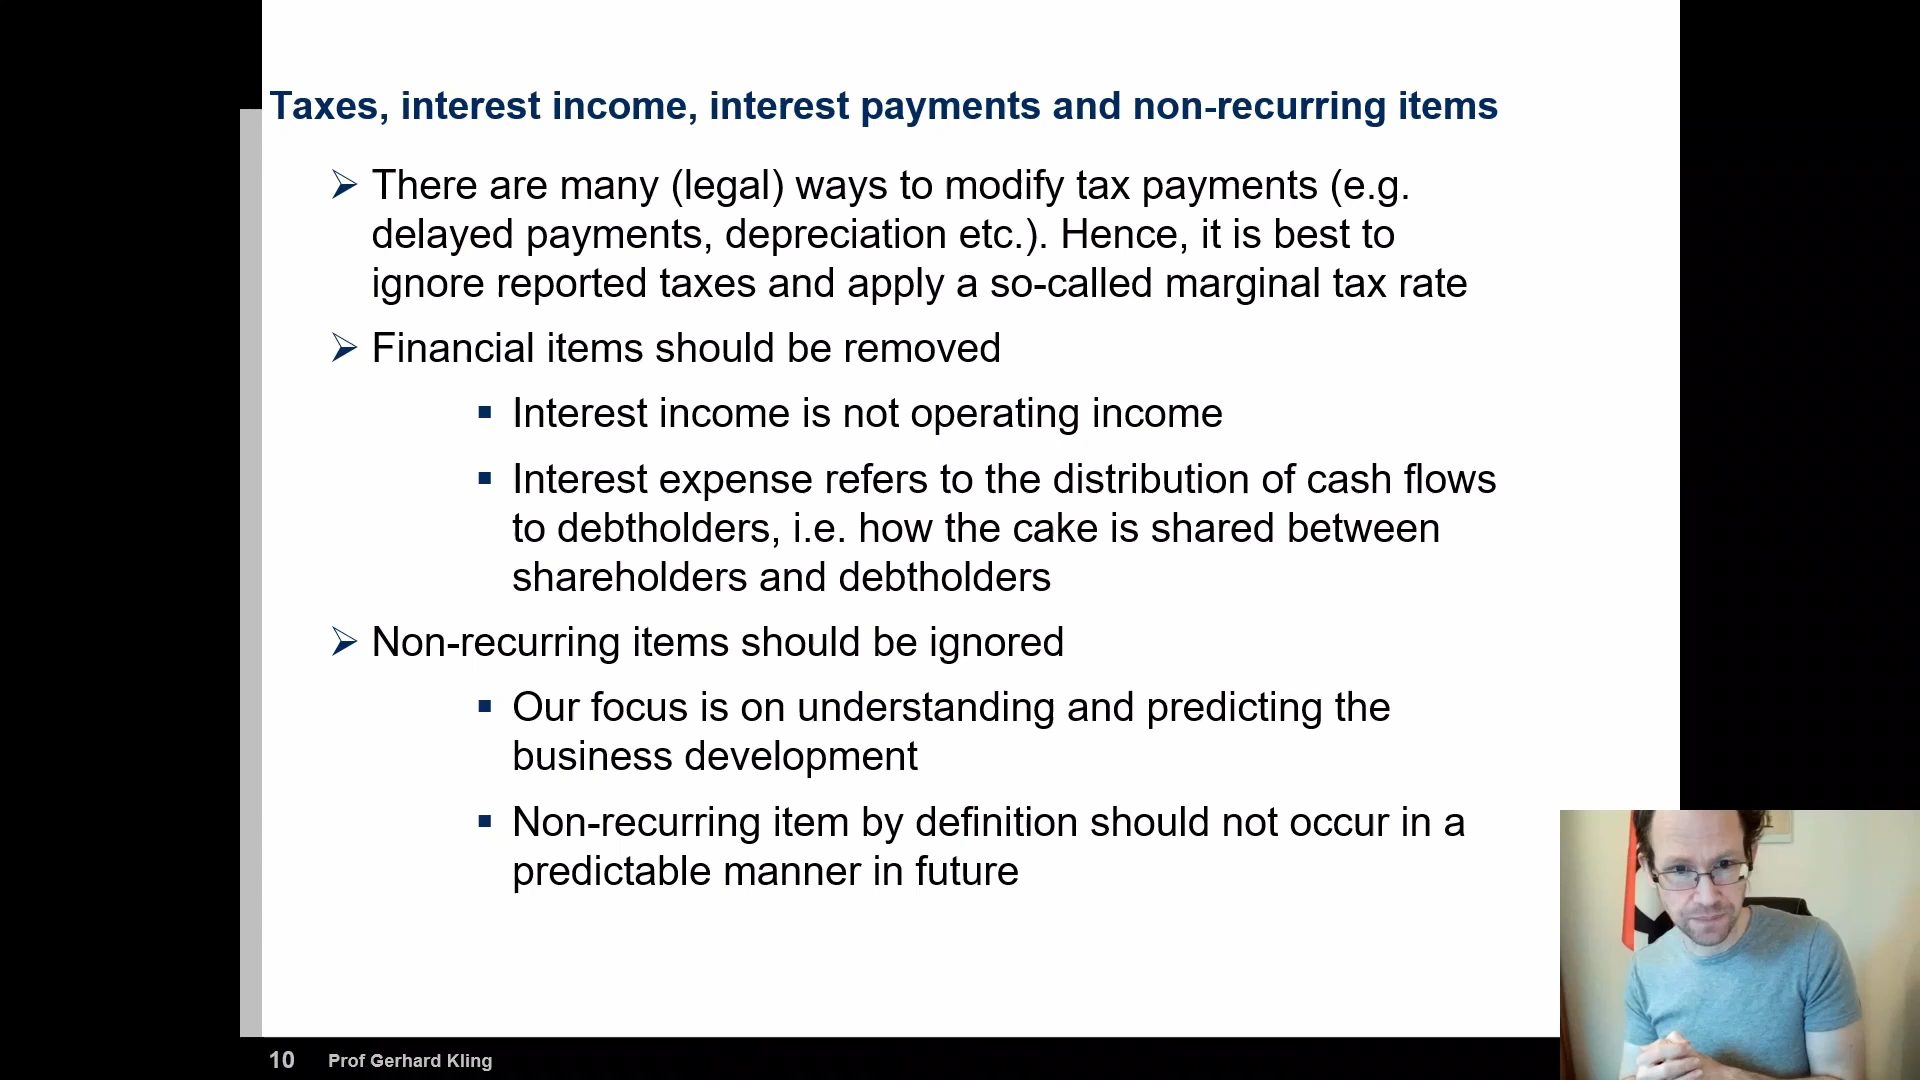 Taxes, interest income, interest payments and non-recurring items
➢ There are many (legal) ways to modify tax payments (e.g.
delayed payments, depreciation etc.). Hence, it is best to
ignore reported taxes and apply a so-called marginal tax rate
➢ Financial items should be removed
▪ Interest income is not operating income
▪ Interest expense refers to the distribution of cash flows
to debtholders, i.e. how the cake is shared between
shareholders and debtholders
➢ Non-recurring items should be ignored
▪ Our focus is on understanding and predicting the
business development
▪ Non-recurring item by definition should not occur in a
predictable manner in future
10 Prof Gerhard Kling